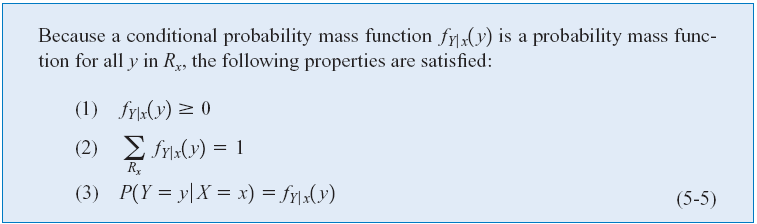 Because a conditional probability mass function f_{Y|x}(y) is a probability mass func-
tion for all y in R_x, the following properties are satisfied:
(1) f_{Y|x}(y) ≥ 0
(2) ∑_{R_x} f_{Y|x}(y) = 1
(3) P(Y = y|X = x) = f_{Y|x}(y)
(5-5)